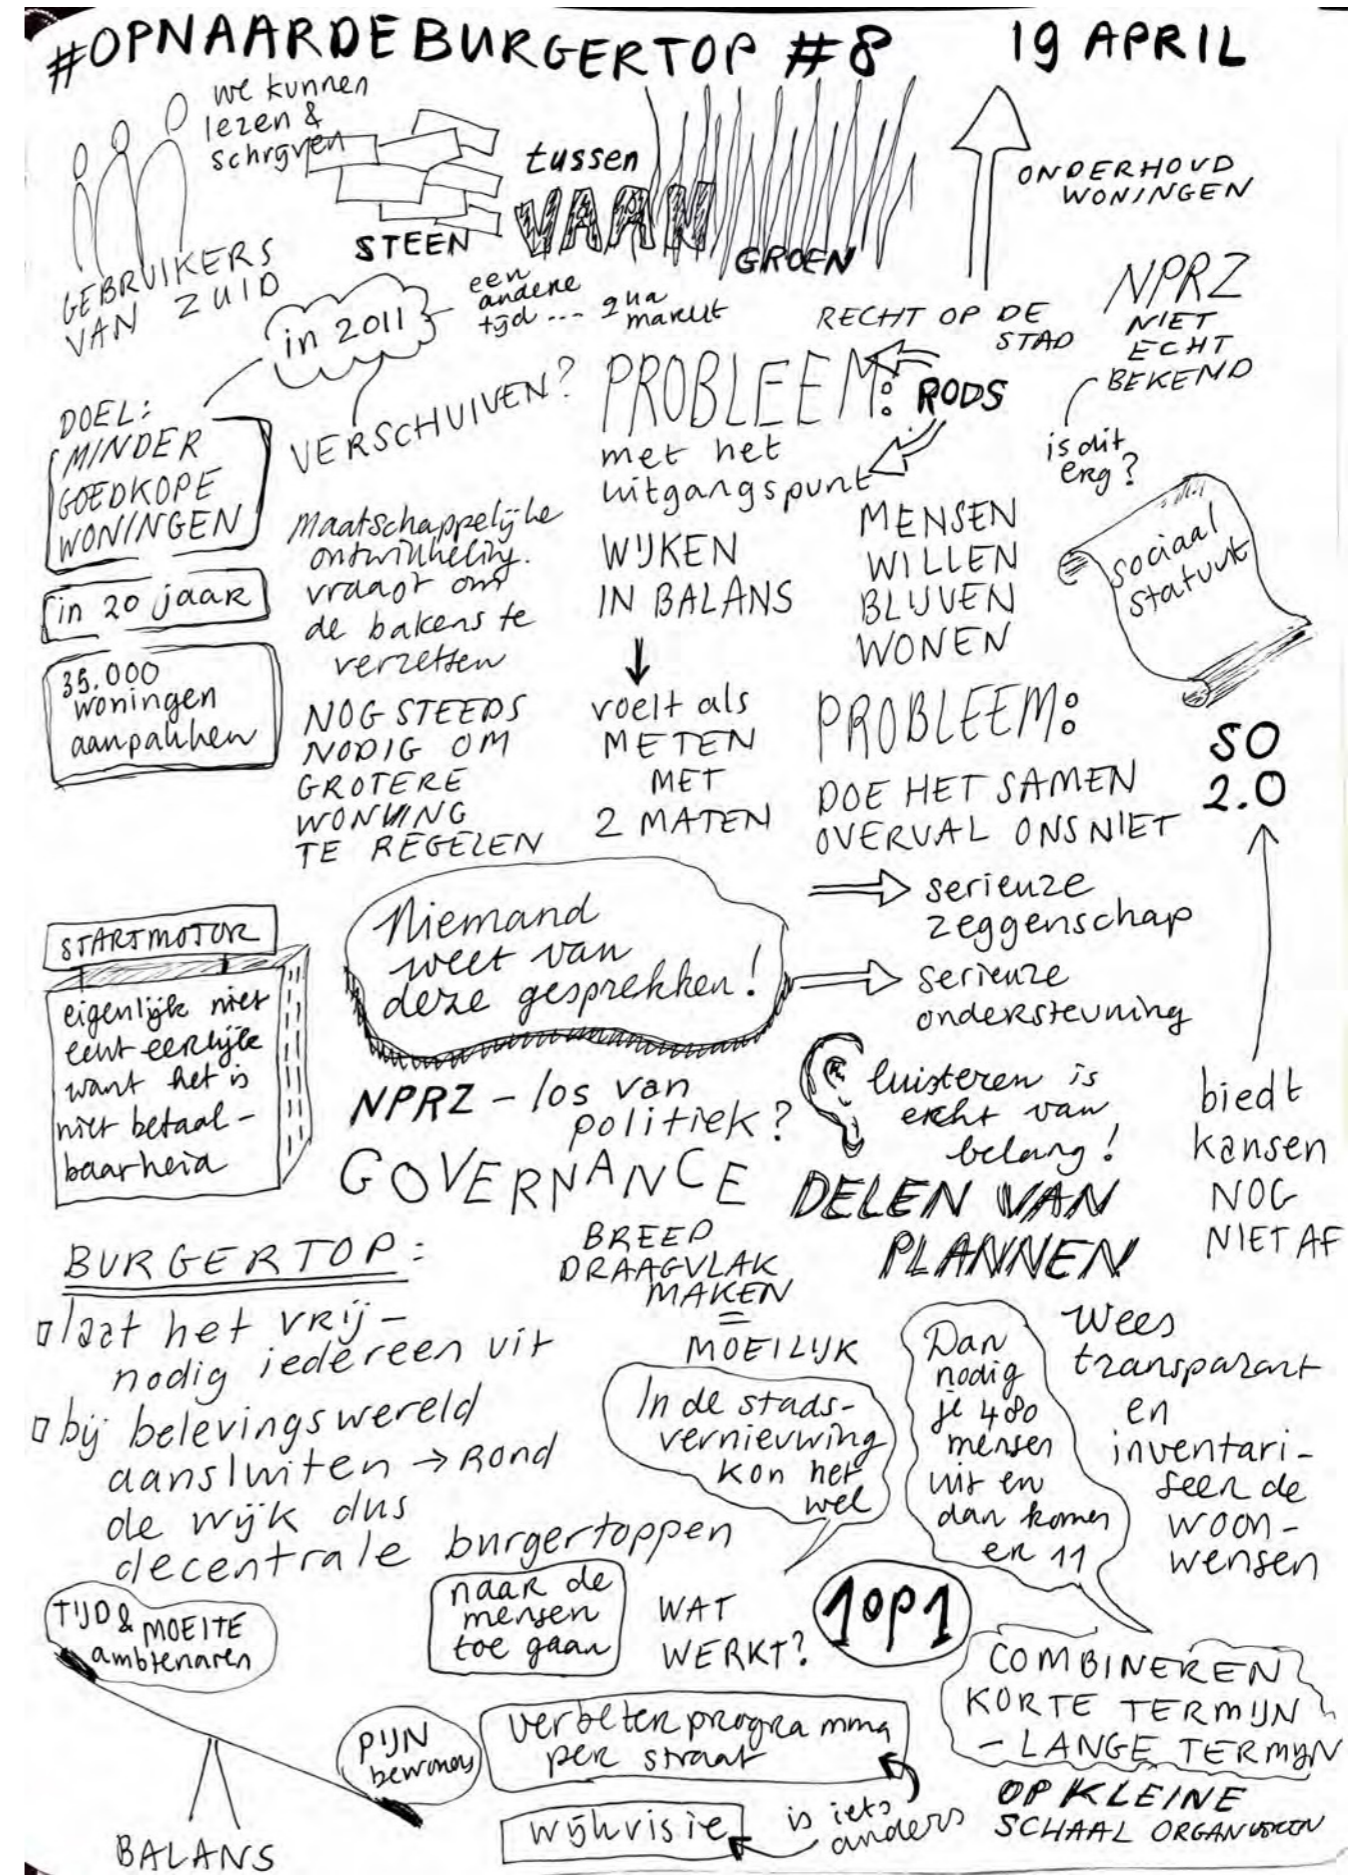 #OPNAARDEBURGERTOP #8
19 APRIL
we kunnen
lezen &
schrijven
GEBRUIKERS
VAN ZUID
STEEN
tussen
VAAN
GROEN
ONDERHOUD
WONINGEN
RECHT OP DE
STAD
NPRZ
NIET
ECHT
BEKEND
is dit
erg?
in 2011
een
andere
tijd... qua
markt
DOEL:
MINDER
GOEDKOPE
WONINGEN
in 20 jaar
35.000
woningen
aanpakken
VERSCHUIVEN?
Maatschappelijke
ontwikkeling.
vraagt om
de bakens te
verzetten
NOG STEEDS
NODIG OM
GROTERE
WONING
TE REGELEN
PROBLEEM:
met het
uitgangspunt
WIJKEN
IN BALANS
voelt als
METEN
MET
2 MATEN
RODS
MENSEN
WILLEN
BLIJVEN
WONEN
sociaal
statuut
SO
2.0
biedt
kansen
NOG
NIET AF
PROBLEEM:
DOE HET SAMEN
OVERVAL ONS NIET
serieuze
zeggenschap
serieuze
ondersteuning
Niemand
weet van
deze gesprekken!
STARTMOTOR
eigenlijk niet
echt eerlijk
want het is
niet betaal-
baarheid
NPRZ - los van
politiek?
GOVERNANCE
luisteren is
echt van
belang!
DELEN VAN
PLANNEN
BREED
DRAAGVLAK
MAKEN
=
MOEILIJK
In de stads-
vernieuwing
kon het
wel
BURGERTOP:
laat het vrij -
nodig iedereen uit
bij belevingswereld
aansluiten → Rond
de wijk dus
decentrale burgertoppen
Dan
nodig
je 480
mensen
uit en
dan komen
er 11
Wees
transparant
en
inventari-
seer de
woon-
wensen
TIJD & MOEITE
ambtenaren
PIJN
bewoners
BALANS
naar de
mensen
toe gaan
WAT
WERKT?
1 OP 1
verbeterprogramma
per straat
wijkvisie
is iets
anders
COMBINEREN
KORTE TERMIJN
- LANGE TERMIJN
OP KLEINE
SCHAAL ORGANISEREN